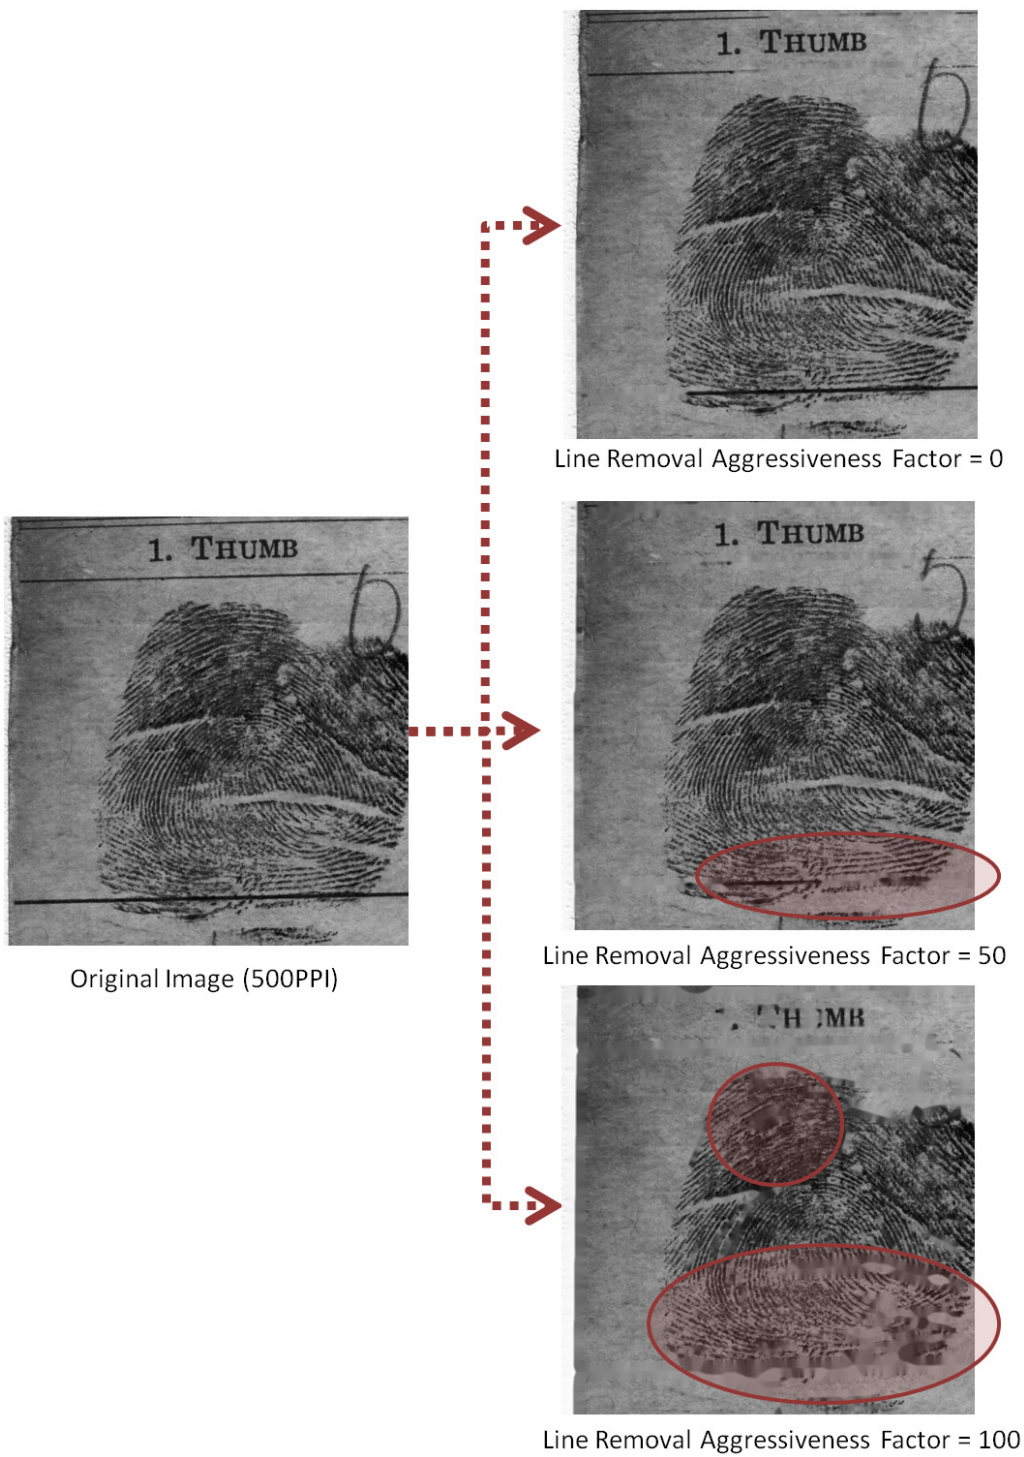 1. THUMB
Line Removal Aggressiveness Factor = 0
1. THUMB
1. THUMB
Original Image (500PPI)
Line Removal Aggressiveness Factor = 50
Line Removal Aggressiveness Factor = 100